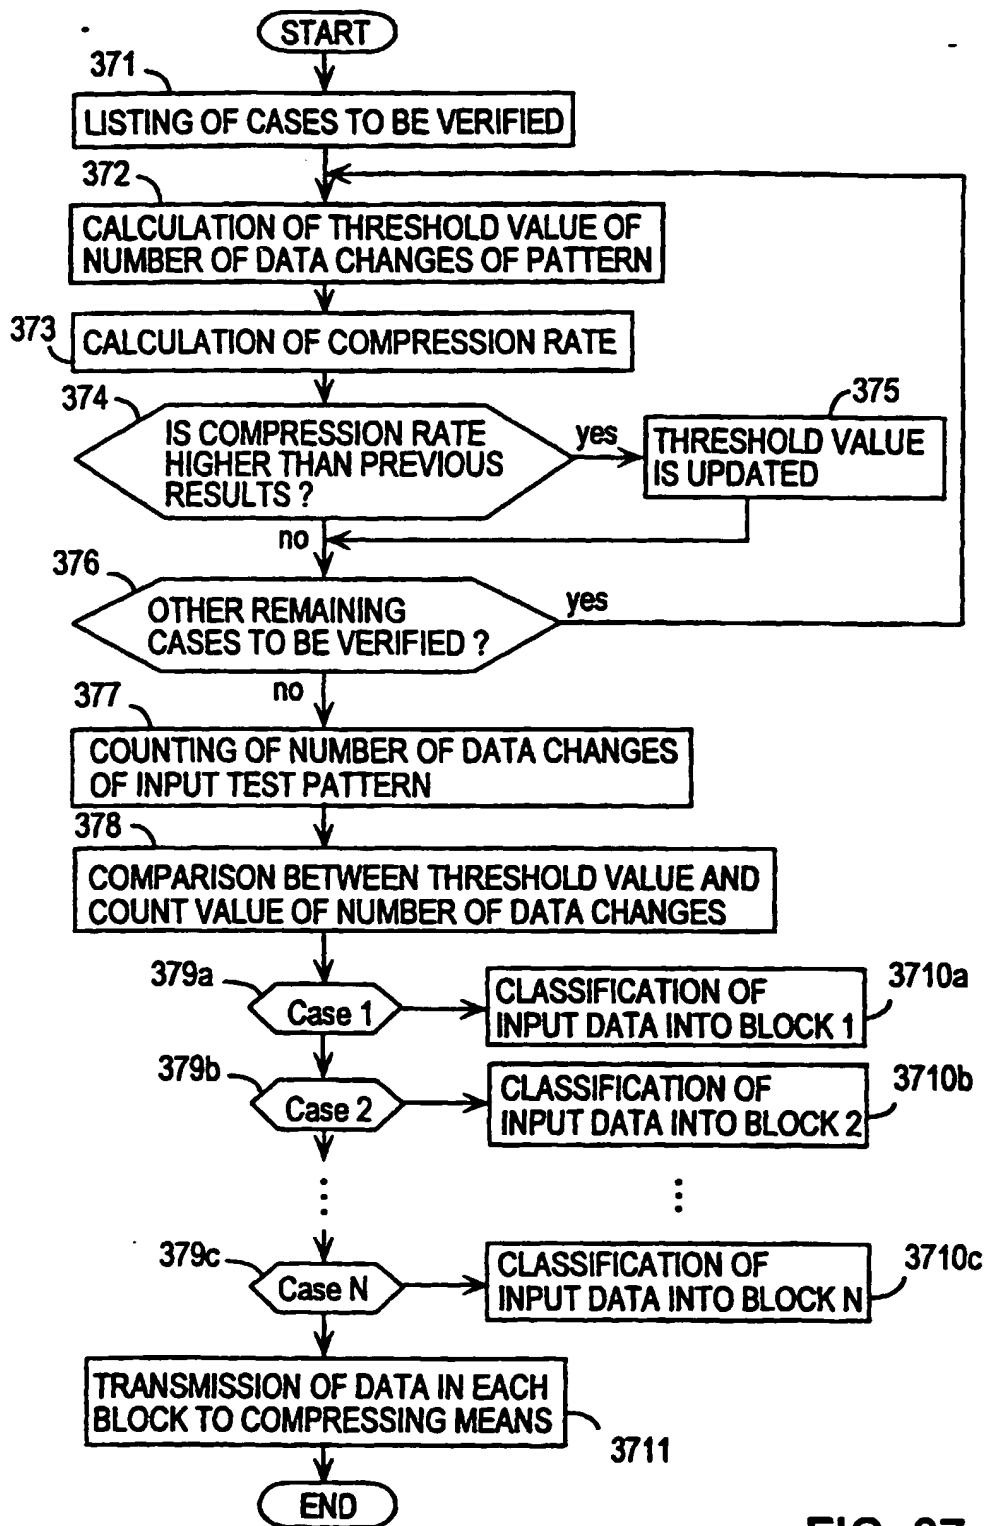 START
371
LISTING OF CASES TO BE VERIFIED
372
CALCULATION OF THRESHOLD VALUE OF
NUMBER OF DATA CHANGES OF PATTERN
373
CALCULATION OF COMPRESSION RATE
374
IS COMPRESSION RATE
HIGHER THAN PREVIOUS
RESULTS ?
yes
375
THRESHOLD VALUE
IS UPDATED
no
376
OTHER REMAINING
CASES TO BE VERIFIED ?
yes
no
377
COUNTING OF NUMBER OF DATA CHANGES
OF INPUT TEST PATTERN
378
COMPARISON BETWEEN THRESHOLD VALUE AND
COUNT VALUE OF NUMBER OF DATA CHANGES
379a
Case 1
CLASSIFICATION OF
INPUT DATA INTO BLOCK 1
3710a
379b
Case 2
CLASSIFICATION OF
INPUT DATA INTO BLOCK 2
3710b
379c
Case N
CLASSIFICATION OF
INPUT DATA INTO BLOCK N
3710c
TRANSMISSION OF DATA IN EACH
BLOCK TO COMPRESSING MEANS
3711
END